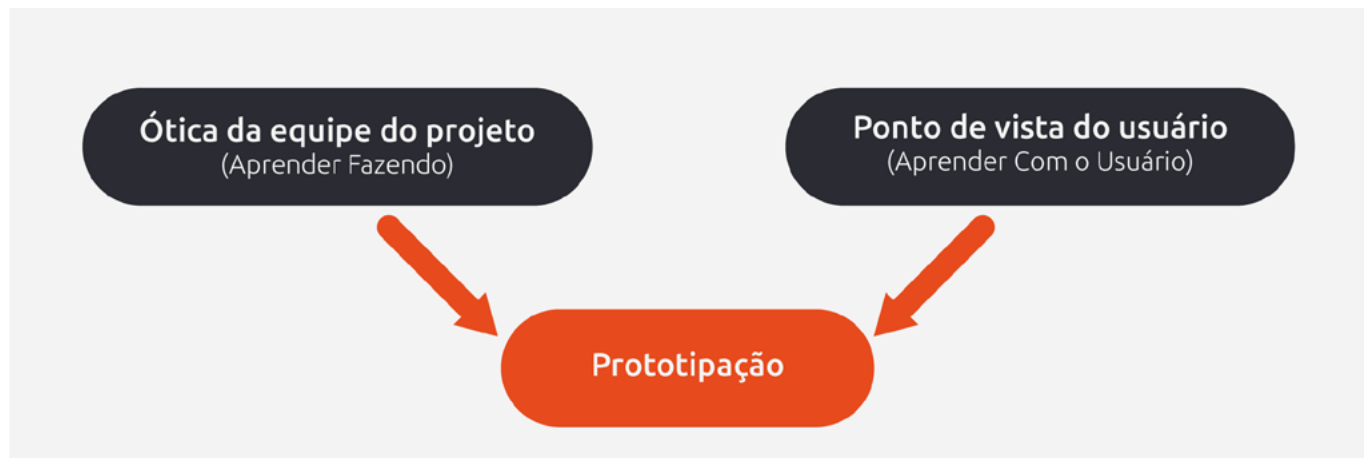 Ótica da equipe do projeto
(Aprender Fazendo)
Ponto de vista do usuário
(Aprender Com o Usuário)
Prototipação